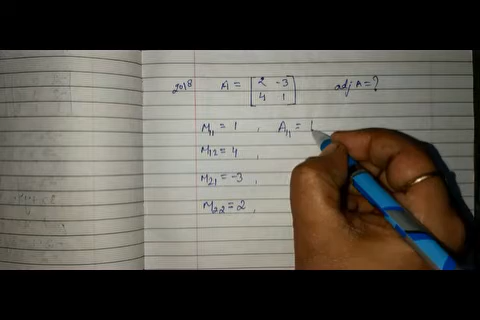 2018 A = [2 -3 4 1] adj A = ?
M₁₁ = 1 , A₁₁ = 1
M₁₂ = 4 ,
M₂₁ = -3 ,
M₂₂ = 2 ,